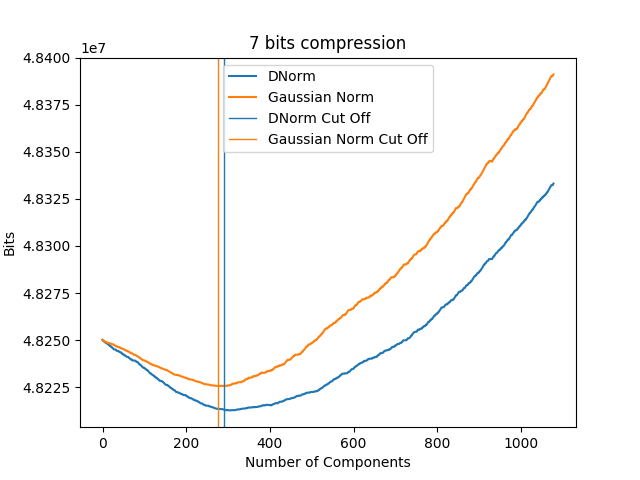 7 bits compression
1e7
4.8400
4.8375
4.8350
4.8325
4.8300
4.8275
4.8250
4.8225
Bits
DNorm
Gaussian Norm
DNorm Cut Off
Gaussian Norm Cut Off
0 200 400 600 800 1000
Number of Components